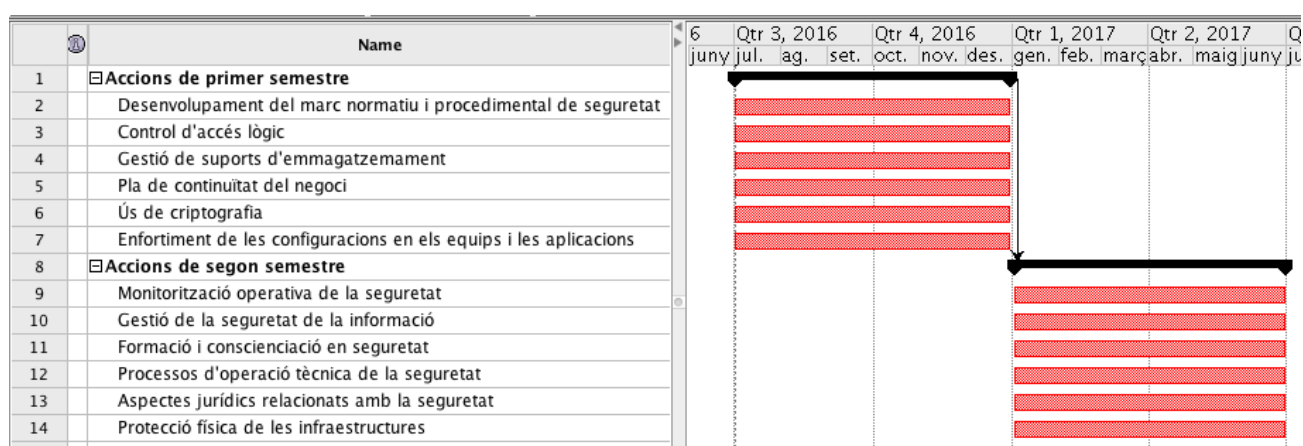 Name
6 Qtr 3, 2016 Qtr 4, 2016 Qtr 1, 2017 Qtr 2, 2017
juny jul. ag. set. oct. nov. des. gen. feb. març abr. maig juny
1 Accions de primer semestre
2 Desenvolupament del marc normatiu i procedimental de seguretat
3 Control d'accés lògic
4 Gestió de suports d'emmagatzemament
5 Pla de continuïtat del negoci
6 Ús de criptografia
7 Enfortiment de les configuracions en els equips i les aplicacions
8 Accions de segon semestre
9 Monitorització operativa de la seguretat
10 Gestió de la seguretat de la informació
11 Formació i conscienciació en seguretat
12 Processos d'operació tècnica de la seguretat
13 Aspectes jurídics relacionats amb la seguretat
14 Protecció física de les infraestructures